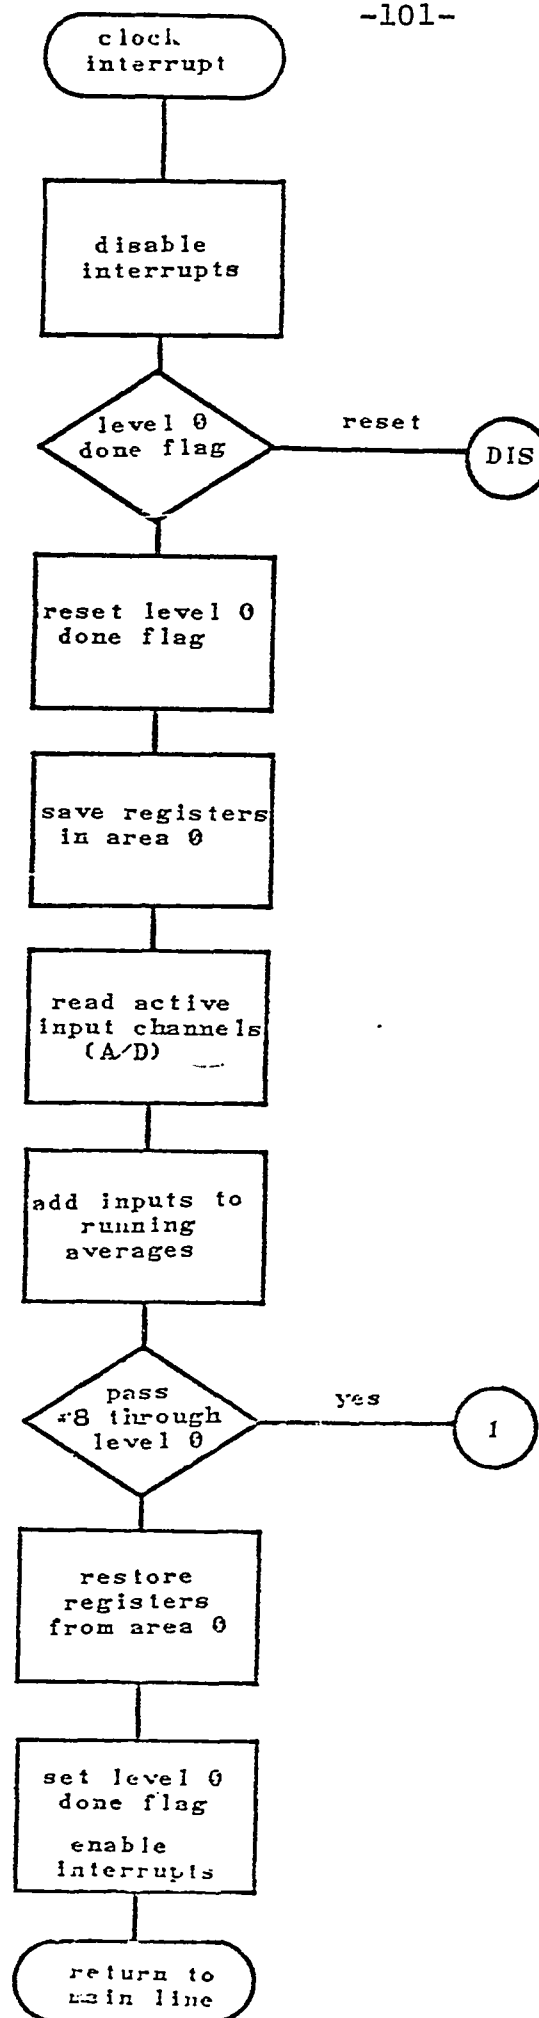 -101-
clock
interrupt
disable
interrupts
level 0
done flag
reset
DIS
reset level 0
done flag
save registers
in area 0
read active
input channels
(A/D)
add inputs to
running
averages
pass
#8 through
level 0
yes
1
restore
registers
from area 0
set level 0
done flag
enable
interrupts
return to
main line